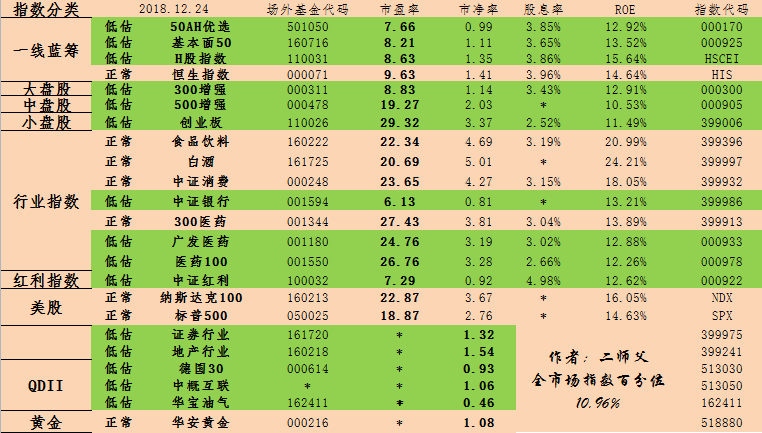 指数分类 2018.12.24 场外基金代码 市盈率 市净率 股息率 ROE 指数代码
一线蓝筹
低估 50AH优选 501050 7.66 0.98 3.85% 12.92% 000170
低估 基本面50 160716 8.21 1.11 3.65% 13.52% 000925
低估 H股指数 110031 8.63 1.35 3.86% 15.64% HSCEI
正常 恒生指数 000071 9.63 1.41 3.96% 14.64% HIS
大盘股 低估 300增强 000311 8.83 1.14 3.43% 12.91% 000300
中盘股 低估 500增强 000478 19.27 2.03 * 10.53% 000905
小盘股 低估 创业板 110026 29.32 3.37 2.52% 11.49% 399006
行业指数
正常 食品饮料 160222 22.34 4.69 3.19% 20.99% 399396
正常 白酒 161725 20.69 5.01 * 24.21% 399997
正常 中证消费 000248 23.65 4.27 3.15% 18.05% 399932
低估 中证银行 001594 6.13 0.81 * 13.21% 399986
正常 300医药 001344 27.43 3.81 3.04% 13.89% 399913
低估 广发医药 001180 24.76 3.19 3.02% 12.88% 000933
低估 医药100 001550 26.76 3.28 2.66% 12.26% 000978
红利指数 低估 中证红利 100032 7.29 0.92 4.98% 12.62% 000922
美股
正常 纳斯达克100 160213 22.87 3.67 * 16.05% NDX
正常 标普500 050025 18.87 2.76 * 14.63% SPX
低估 证券行业 161720 * 1.32 399975
低估 地产行业 160218 * 1.54 399241
QDII
低估 德国30 000614 * 0.93 513030
低估 中概互联 * * 1.06 513050
低估 华宝油气 162411 * 0.46 162411
黄金 正常 华安黄金 000216 * 1.08 518880
作者：二师父
全市场指数百分位
10.96%